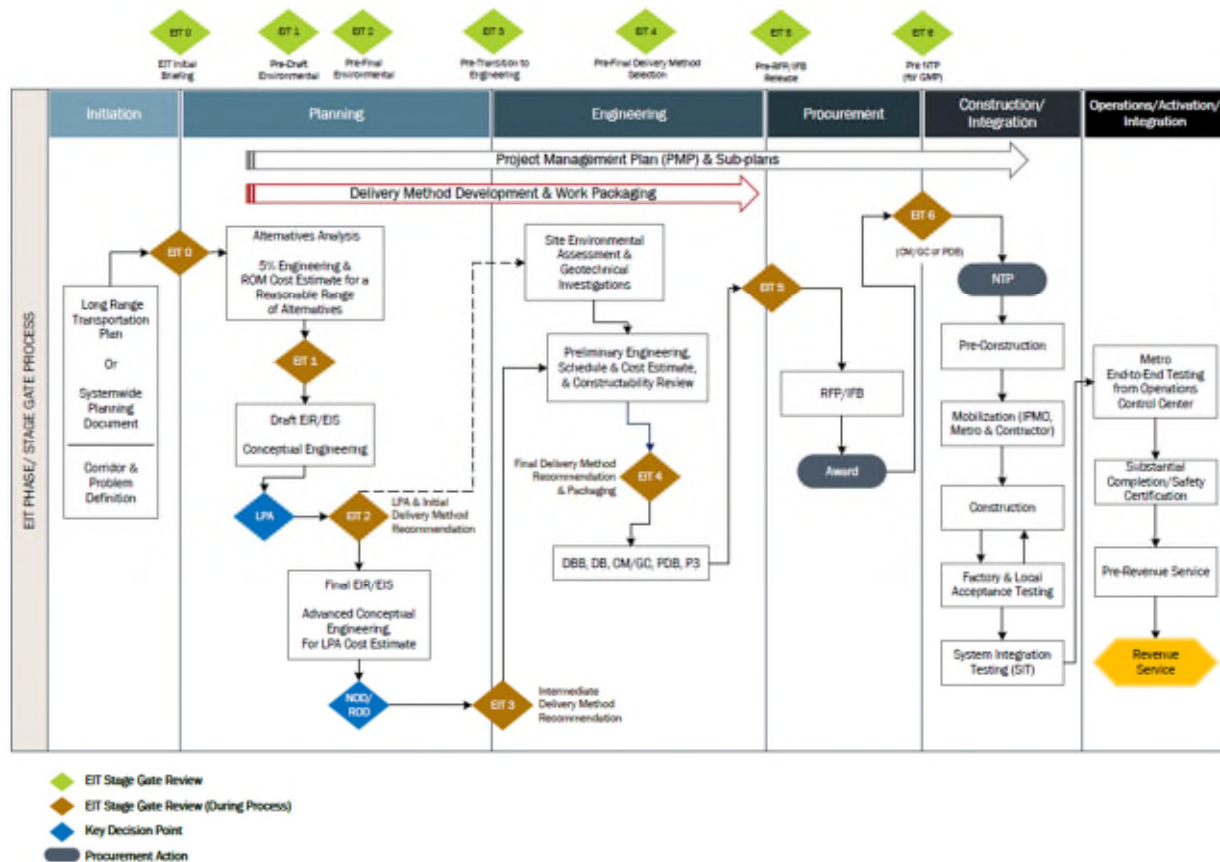 EIT 0
EIT 1
EIT 2
EIT 3
EIT 4
EIT 5
EIT 6
EIT Initial
Briefing
Pre-Draft
Environmental
Pre-Final
Environmental
Pre-Transition to
Engineering
Pre-Final Delivery Method
Selection
Pre-RFP/IFB
Release
Pre NTP
(for GMP)
Initiation
Planning
Engineering
Procurement
Construction/
Integration
Operations/Activation/
Integration
EIT PHASE/ STAGE GATE PROCESS
Project Management Plan (PMP) & Sub-plans
Delivery Method Development & Work Packaging
Long Range
Transportation
Plan
Or
Systemwide
Planning
Document
Corridor &
Problem
Definition
EIT 0
Alternatives Analysis
5% Engineering &
ROM Cost Estimate for a
Reasonable Range
of Alternatives
EIT 1
Draft EIR/EIS
Conceptual Engineering
LPA
EIT 2
LPA & Initial
Delivery Method
Recommendation
Final EIR/EIS
Advanced Conceptual
Engineering,
For LPA Cost Estimate
NOD/
ROD
EIT 3
Intermediate
Delivery Method
Recommendation
Site Environmental
Assessment &
Geotechnical
Investigations
Preliminary Engineering,
Schedule & Cost Estimate,
& Constructability Review
Final Delivery Method
Recommendation
& Packaging
EIT 4
DBB, DB, CM/GC, PDB, P3
EIT 5
RFP/IFB
Award
EIT 6
(CM/GC or PDB)
NTP
Pre-Construction
Mobilization (IPMO,
Metro & Contractor)
Construction
Factory & Local
Acceptance Testing
System Integration
Testing (SIT)
Metro
End-to-End Testing
from Operations
Control Center
Substantial
Completion/Safety
Certification
Pre-Revenue Service
Revenue
Service
EIT Stage Gate Review
EIT Stage Gate Review (During Process)
Key Decision Point
Procurement Action